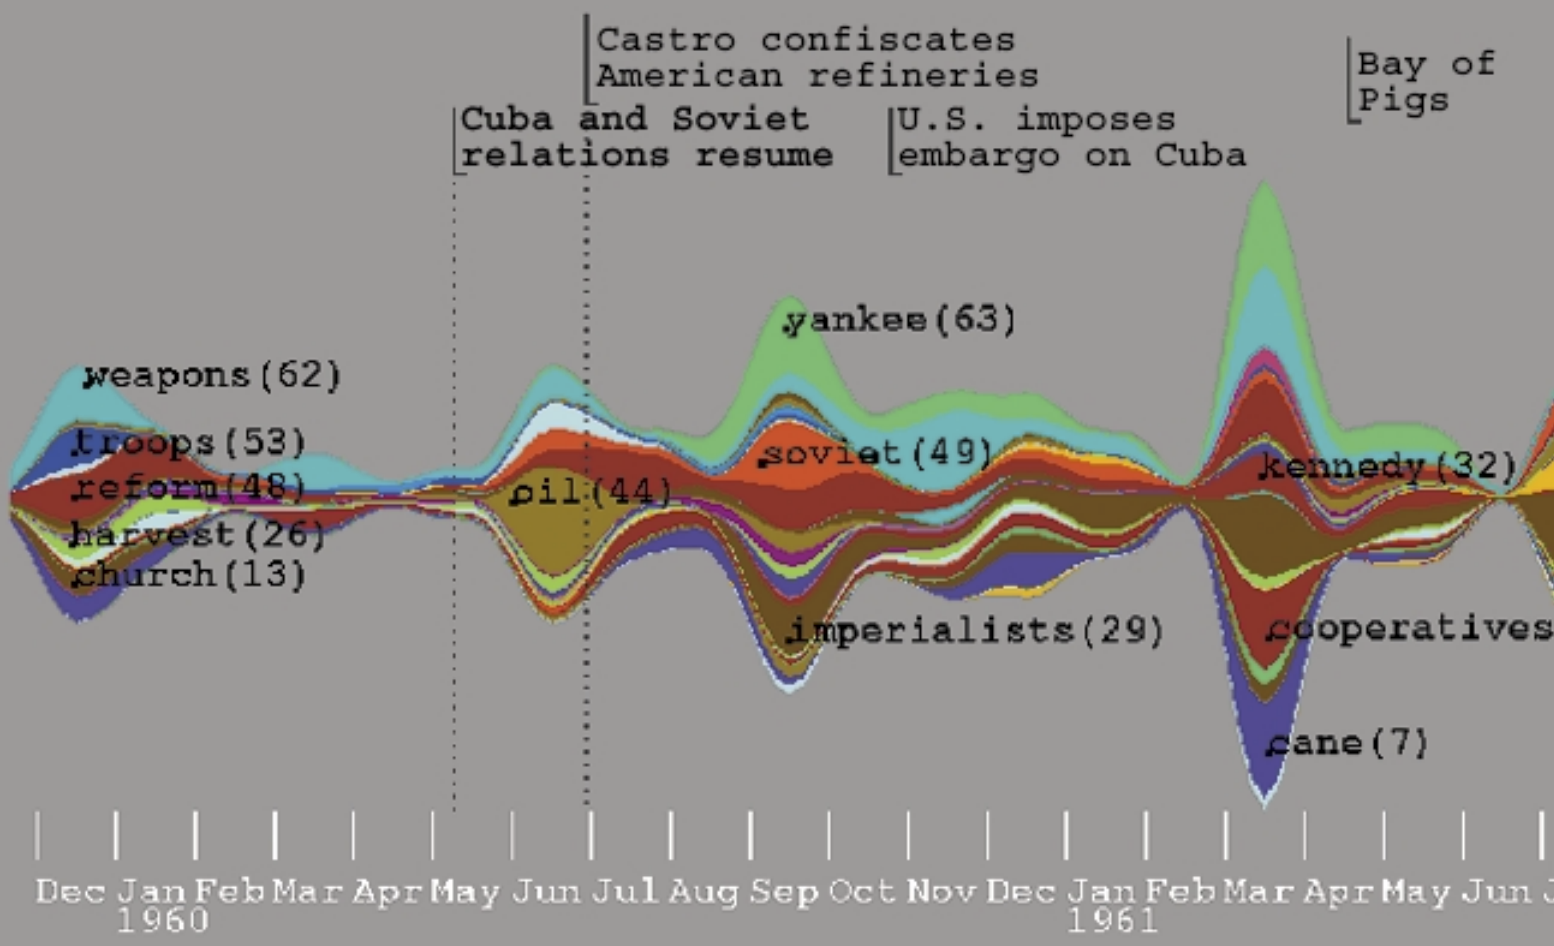 Castro confiscates
American refineries
Bay of
Pigs
Cuba and Soviet
relations resume
U.S. imposes
embargo on Cuba
yankee(63)
weapons(62)
troops(53)
soviet(49)
kennedy(32)
reform(48)
oil(44)
harvest(26)
church(13)
imperialists(29)
cooperatives
cane(7)
Dec Jan Feb Mar Apr May Jun Jul Aug Sep Oct Nov Dec Jan Feb Mar Apr May Jun J
1960 1961